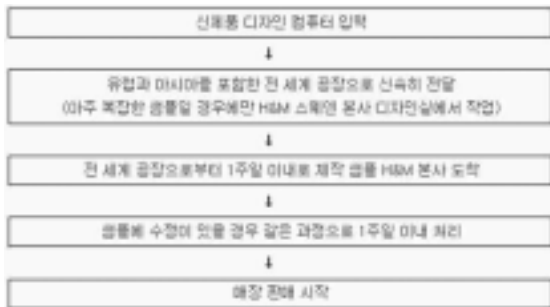 신제품 디자인 컴퓨터 입력
유럽과 아시아를 포함한 전 세계 공장으로 신속히 전달
(아주 복잡한 샘플일 경우에만 H&M 스웨덴 본사 디자인실에서 작업)
전 세계 공장으로부터 1주일 이내로 제작 샘플 H&M 본사 도착
샘플에 수정이 있을 경우 같은 과정으로 1주일 이내 처리
매장 판매 시작